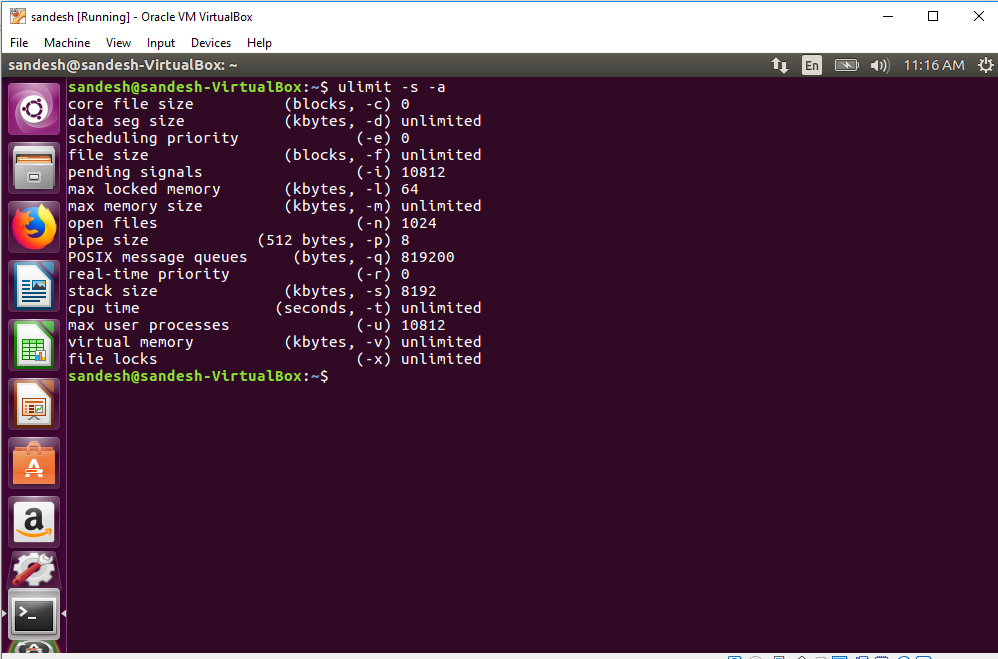 sandesh [Running] - Oracle VM VirtualBox
File Machine View Input Devices Help
sandesh@sandesh-VirtualBox: ~ En 11:16 AM
sandesh@sandesh-VirtualBox:~$ ulimit -s -a
core file size          (blocks, -c) 0
data seg size           (kbytes, -d) unlimited
scheduling priority             (-e) 0
file size               (blocks, -f) unlimited
pending signals                 (-i) 10812
max locked memory       (kbytes, -l) 64
max memory size         (kbytes, -m) unlimited
open files                      (-n) 1024
pipe size            (512 bytes, -p) 8
POSIX message queues     (bytes, -q) 819200
real-time priority              (-r) 0
stack size              (kbytes, -s) 8192
cpu time               (seconds, -t) unlimited
max user processes              (-u) 10812
virtual memory          (kbytes, -v) unlimited
file locks                      (-x) unlimited
sandesh@sandesh-VirtualBox:~$